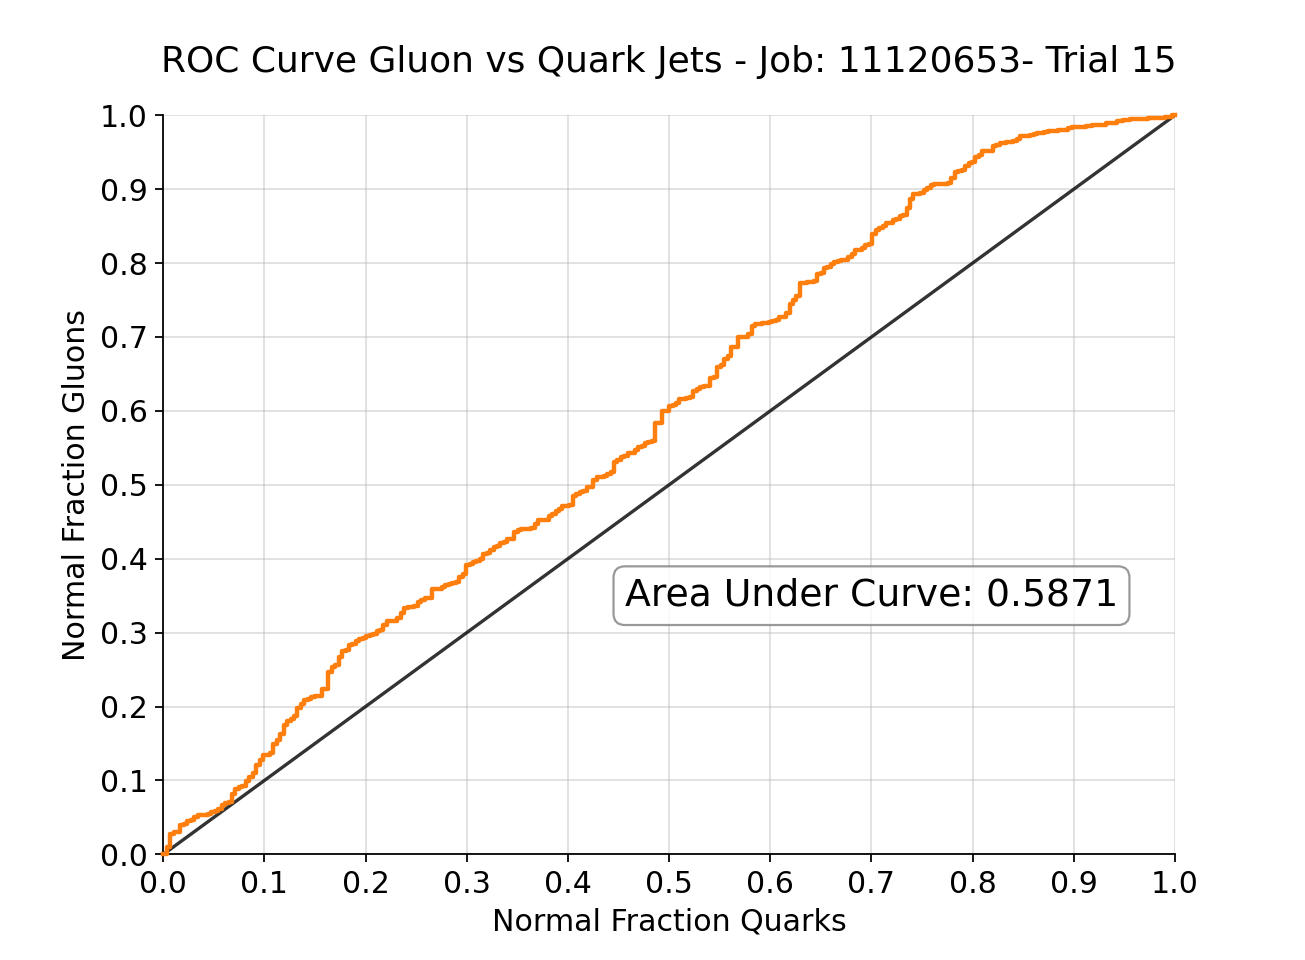 ROC Curve Gluon vs Quark Jets - Job: 11120653- Trial 15
1.0
0.9
0.8
0.7
0.6
0.5
0.4
0.3
0.2
0.1
0.0
Normal Fraction Gluons
Area Under Curve: 0.5871
0.0 0.1 0.2 0.3 0.4 0.5 0.6 0.7 0.8 0.9 1.0
Normal Fraction Quarks